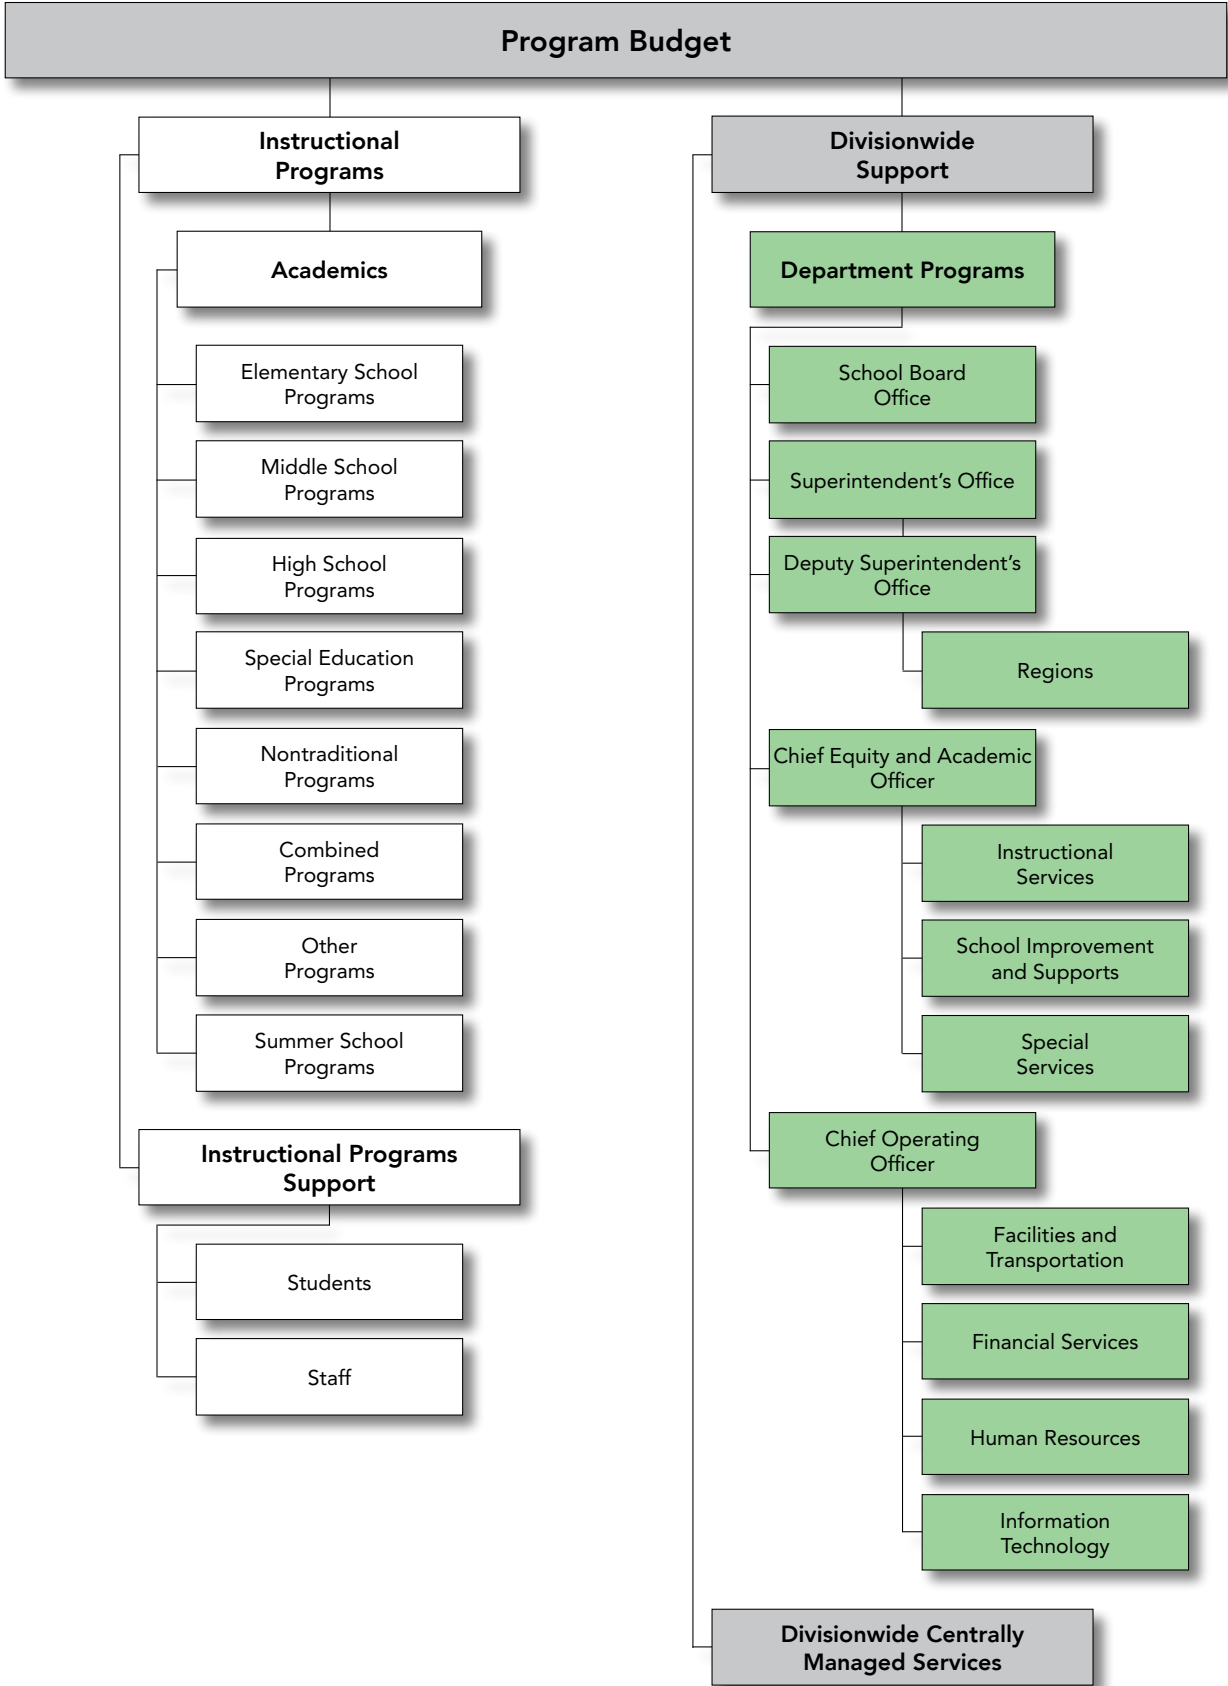 Program Budget
Instructional
Programs
Academics
Elementary School
Programs
Middle School
Programs
High School
Programs
Special Education
Programs
Nontraditional
Programs
Combined
Programs
Other
Programs
Summer School
Programs
Instructional Programs
Support
Students
Staff
Divisionwide
Support
Department Programs
School Board
Office
Superintendent’s Office
Deputy Superintendent’s
Office
Regions
Chief Equity and Academic
Officer
Instructional
Services
School Improvement
and Supports
Special
Services
Chief Operating
Officer
Facilities and
Transportation
Financial Services
Human Resources
Information
Technology
Divisionwide Centrally
Managed Services